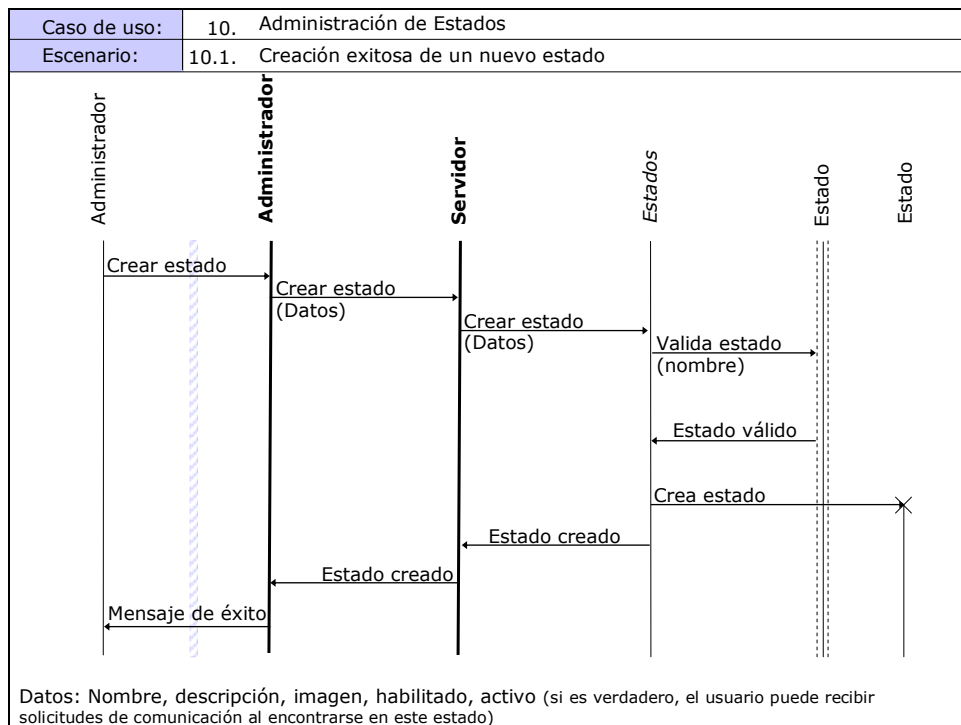 Caso de uso: 10. Administración de Estados
Escenario: 10.1. Creación exitosa de un nuevo estado
Administrador
Administrador
Servidor
Estados
Estado
Estado
Crear estado
Crear estado
(Datos)
Crear estado
(Datos)
Valida estado
(nombre)
Estado válido
Crea estado
Estado creado
Estado creado
Mensaje de éxito
Datos: Nombre, descripción, imagen, habilitado, activo (si es verdadero, el usuario puede recibir
solicitudes de comunicación al encontrarse en este estado)